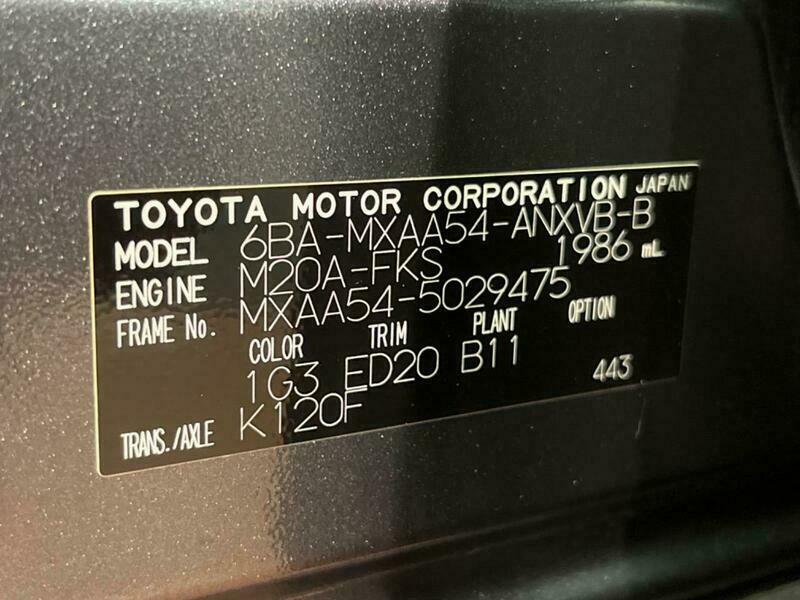 TOYOTA MOTOR CORPORATION JAPAN
MODEL 6BA-MXAA54-ANXVB-B
ENGINE M20A-FKS 1986 mL
FRAME No. MXAA54-5029475
COLOR TRIM PLANT OPTION
1G3 ED20 B11 443
TRANS./AXLE K120F